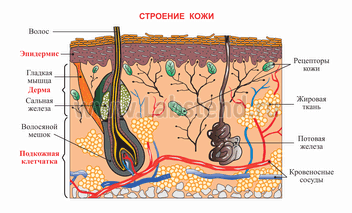 СТРОЕНИЕ КОЖИ
Волос
Эпидермис
Гладкая
мышца
Дерма
Сальная
железа
Волосяной
мешок
Подкожная
клетчатка
Рецепторы
кожи
Жировая
ткань
Потовая
железа
Кровеносные
сосуды